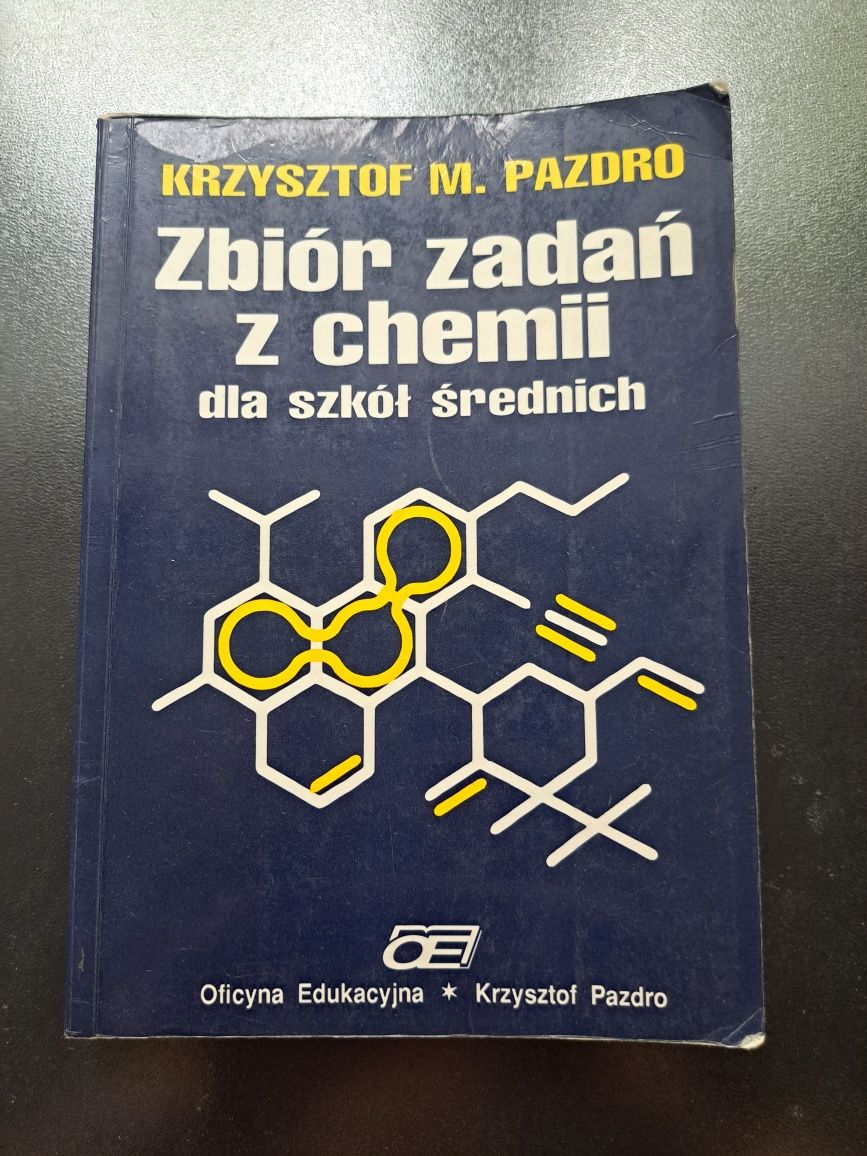 KRZYSZTOF M. PAZDRO
Zbiór zadań
z chemii
dla szkół średnich
OE
Oficyna Edukacyjna * Krzysztof Pazdro